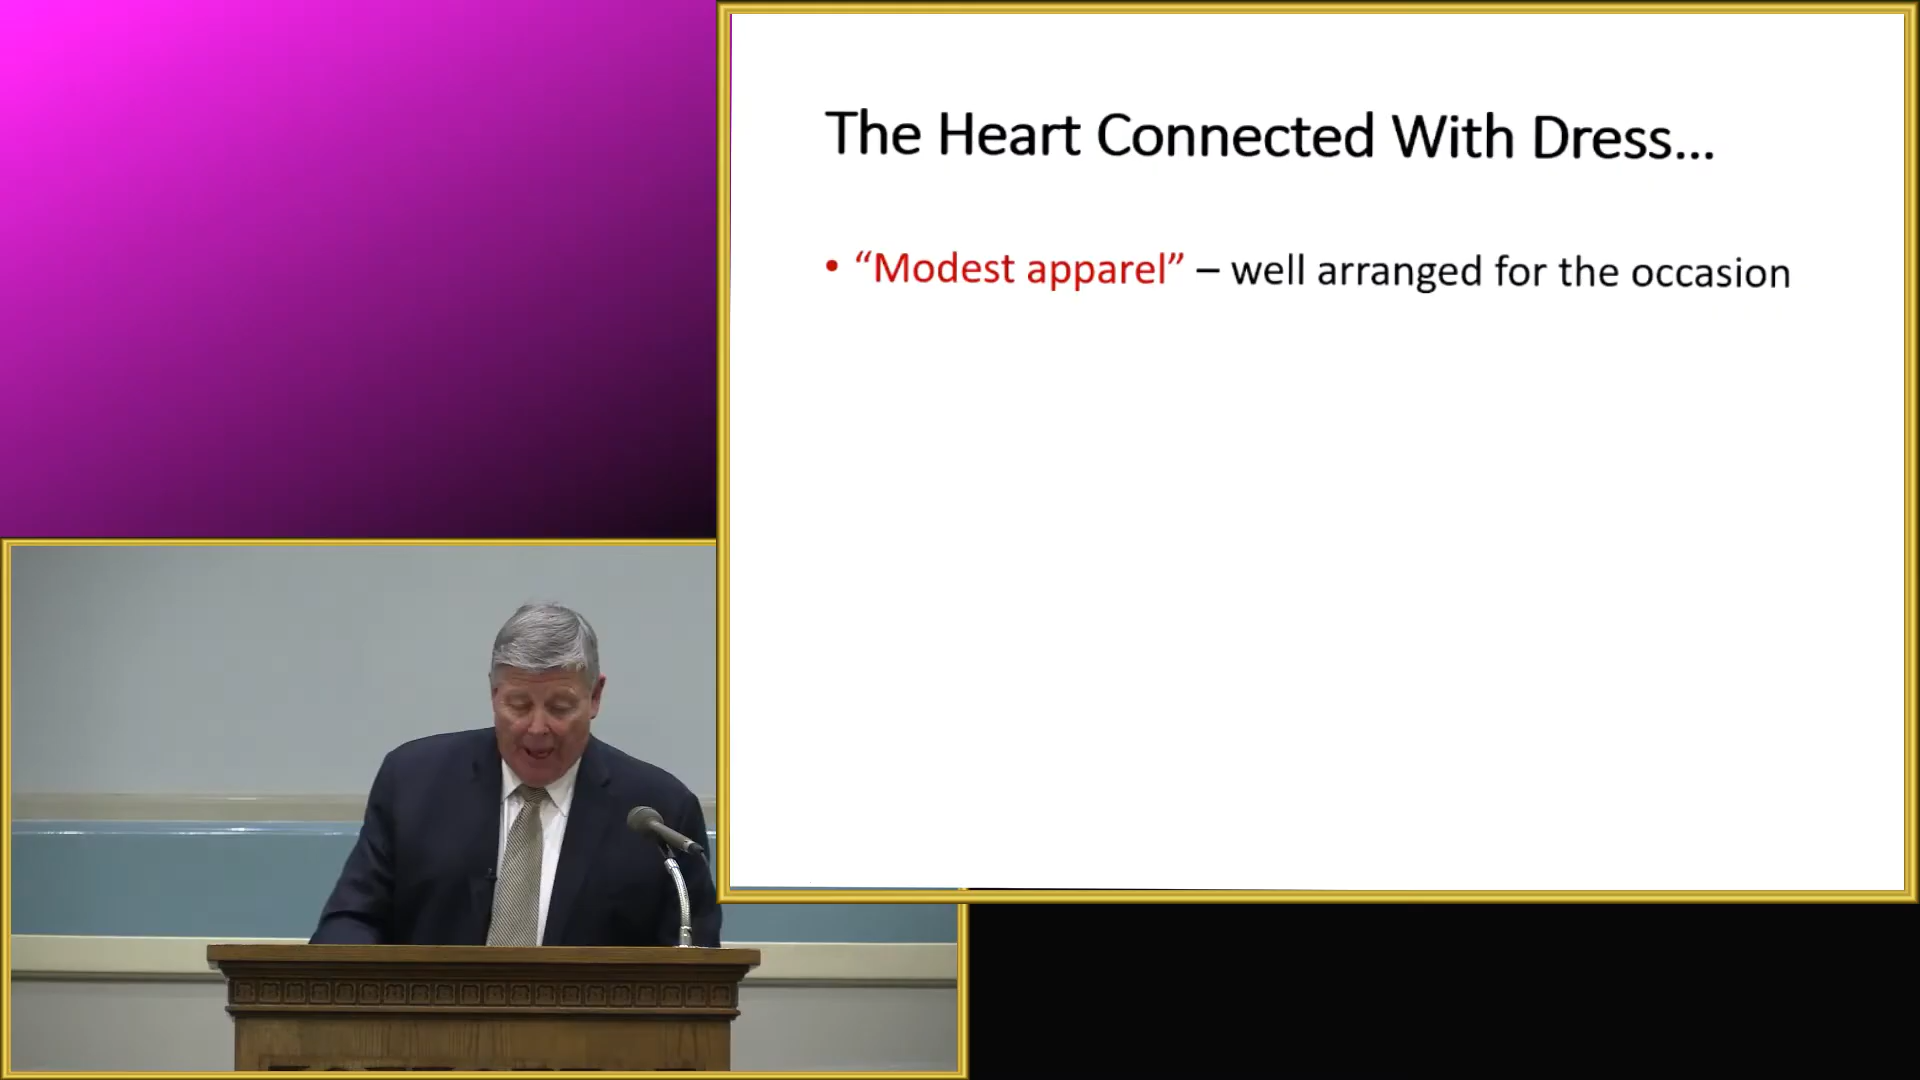 The Heart Connected With Dress...
• “Modest apparel” – well arranged for the occasion